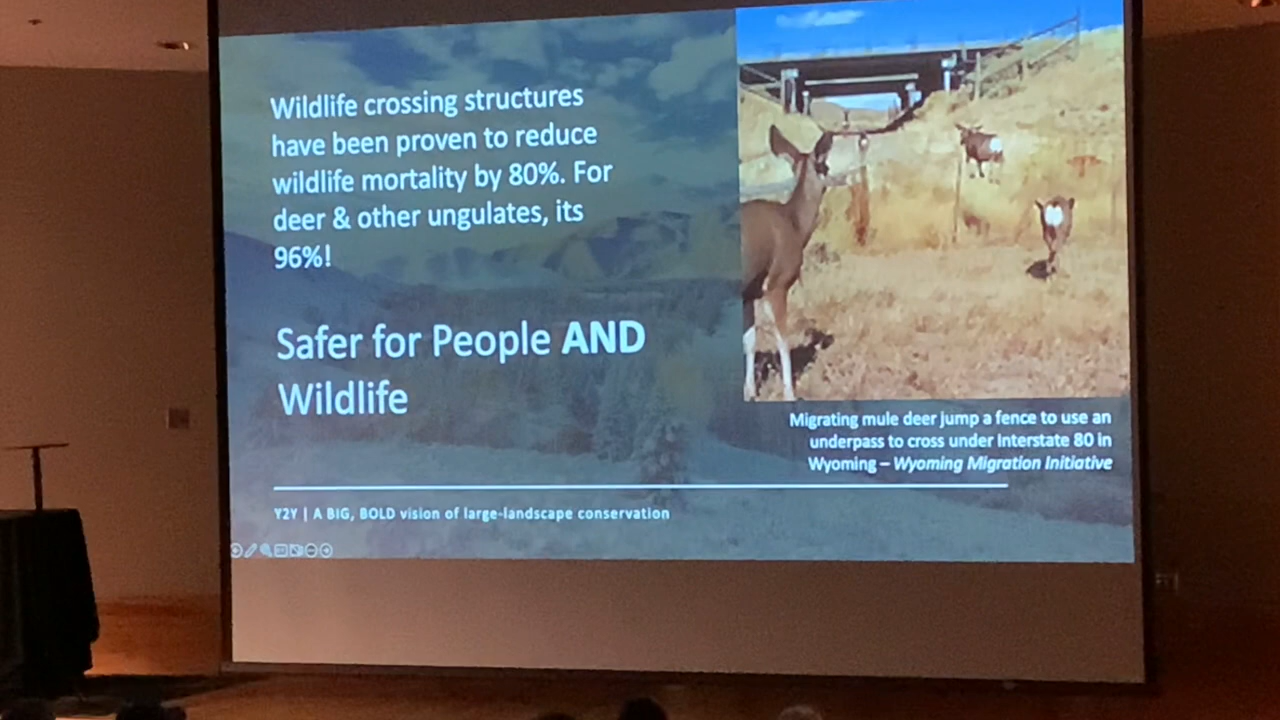 Wildlife crossing structures
have been proven to reduce
wildlife mortality by 80%. For
deer & other ungulates, its
96%!
Safer for People AND
Wildlife
Migrating mule deer jump a fence to use an
underpass to cross under Interstate 80 in
Wyoming – Wyoming Migration Initiative
Y2Y | A BIG, BOLD vision of large-landscape conservation